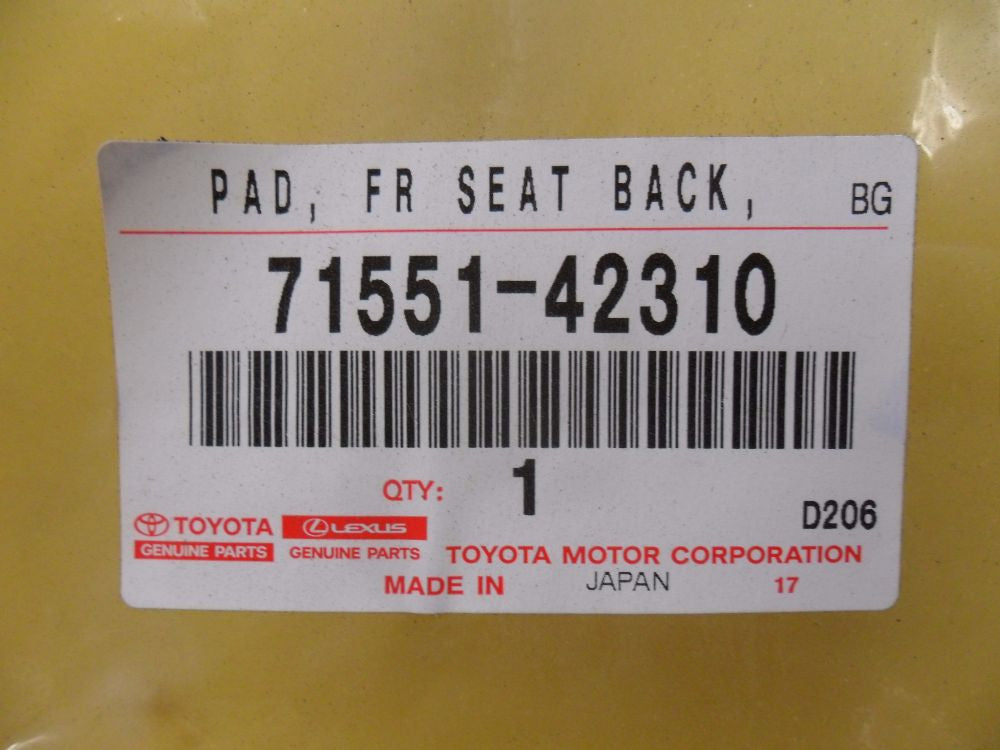 PAD, FR SEAT BACK, BG
71551-42310
QTY: 1
D206
TOYOTA LEXUS
GENUINE PARTS GENUINE PARTS TOYOTA MOTOR CORPORATION
MADE IN JAPAN 17